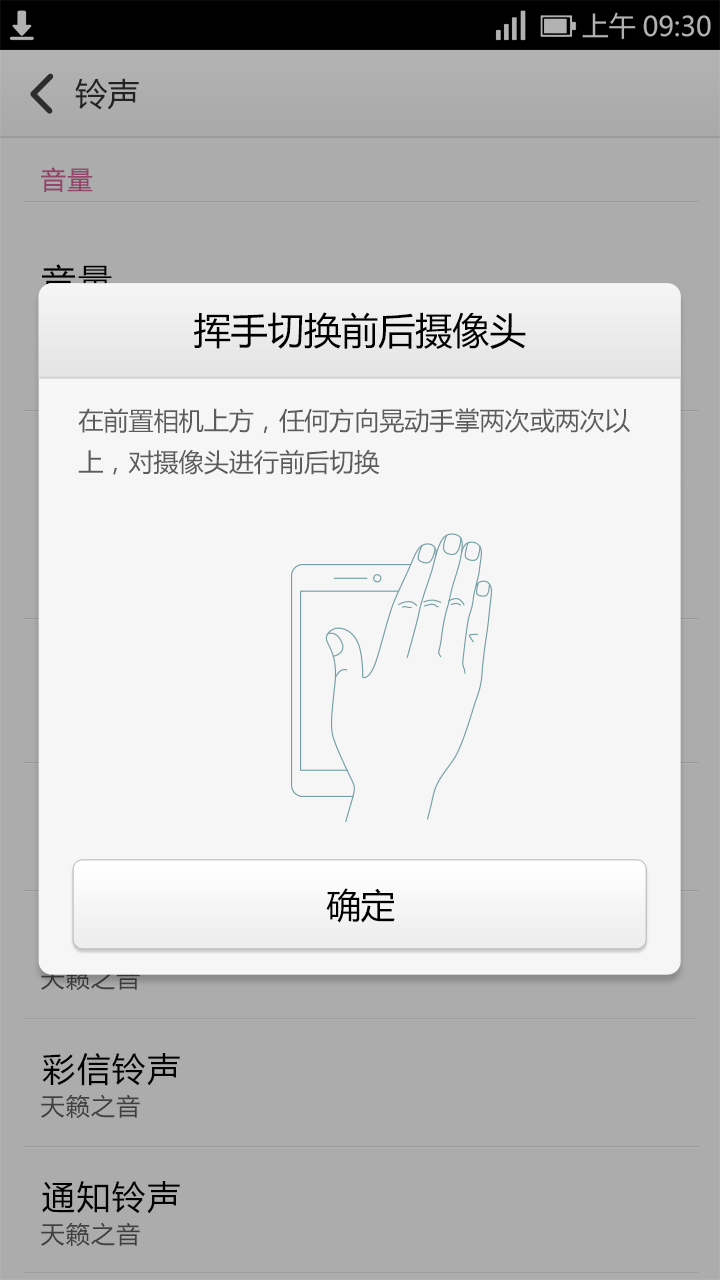 上午 09:30
铃声
音量
音量
挥手切换前后摄像头
在前置相机上方，任何方向晃动手掌两次或两次以
上，对摄像头进行前后切换
确定
天籁之音
彩信铃声
天籁之音
通知铃声
天籁之音